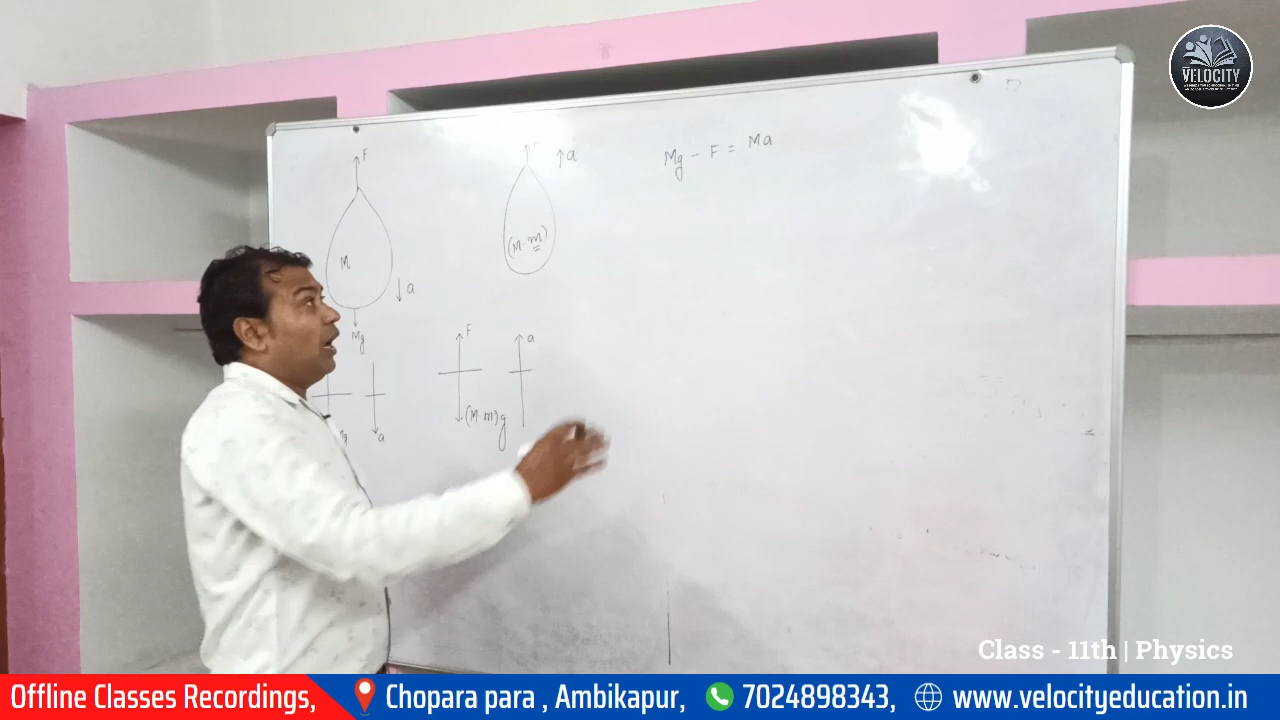 VELOCITY
F
M
↓ a
Mg
a
↑ a
(M-m)
F
(M-m)g
a
Mg - F = Ma
Class - 11th | Physics
Offline Classes Recordings, Chopara para , Ambikapur, 7024898343, www.velocityeducation.in